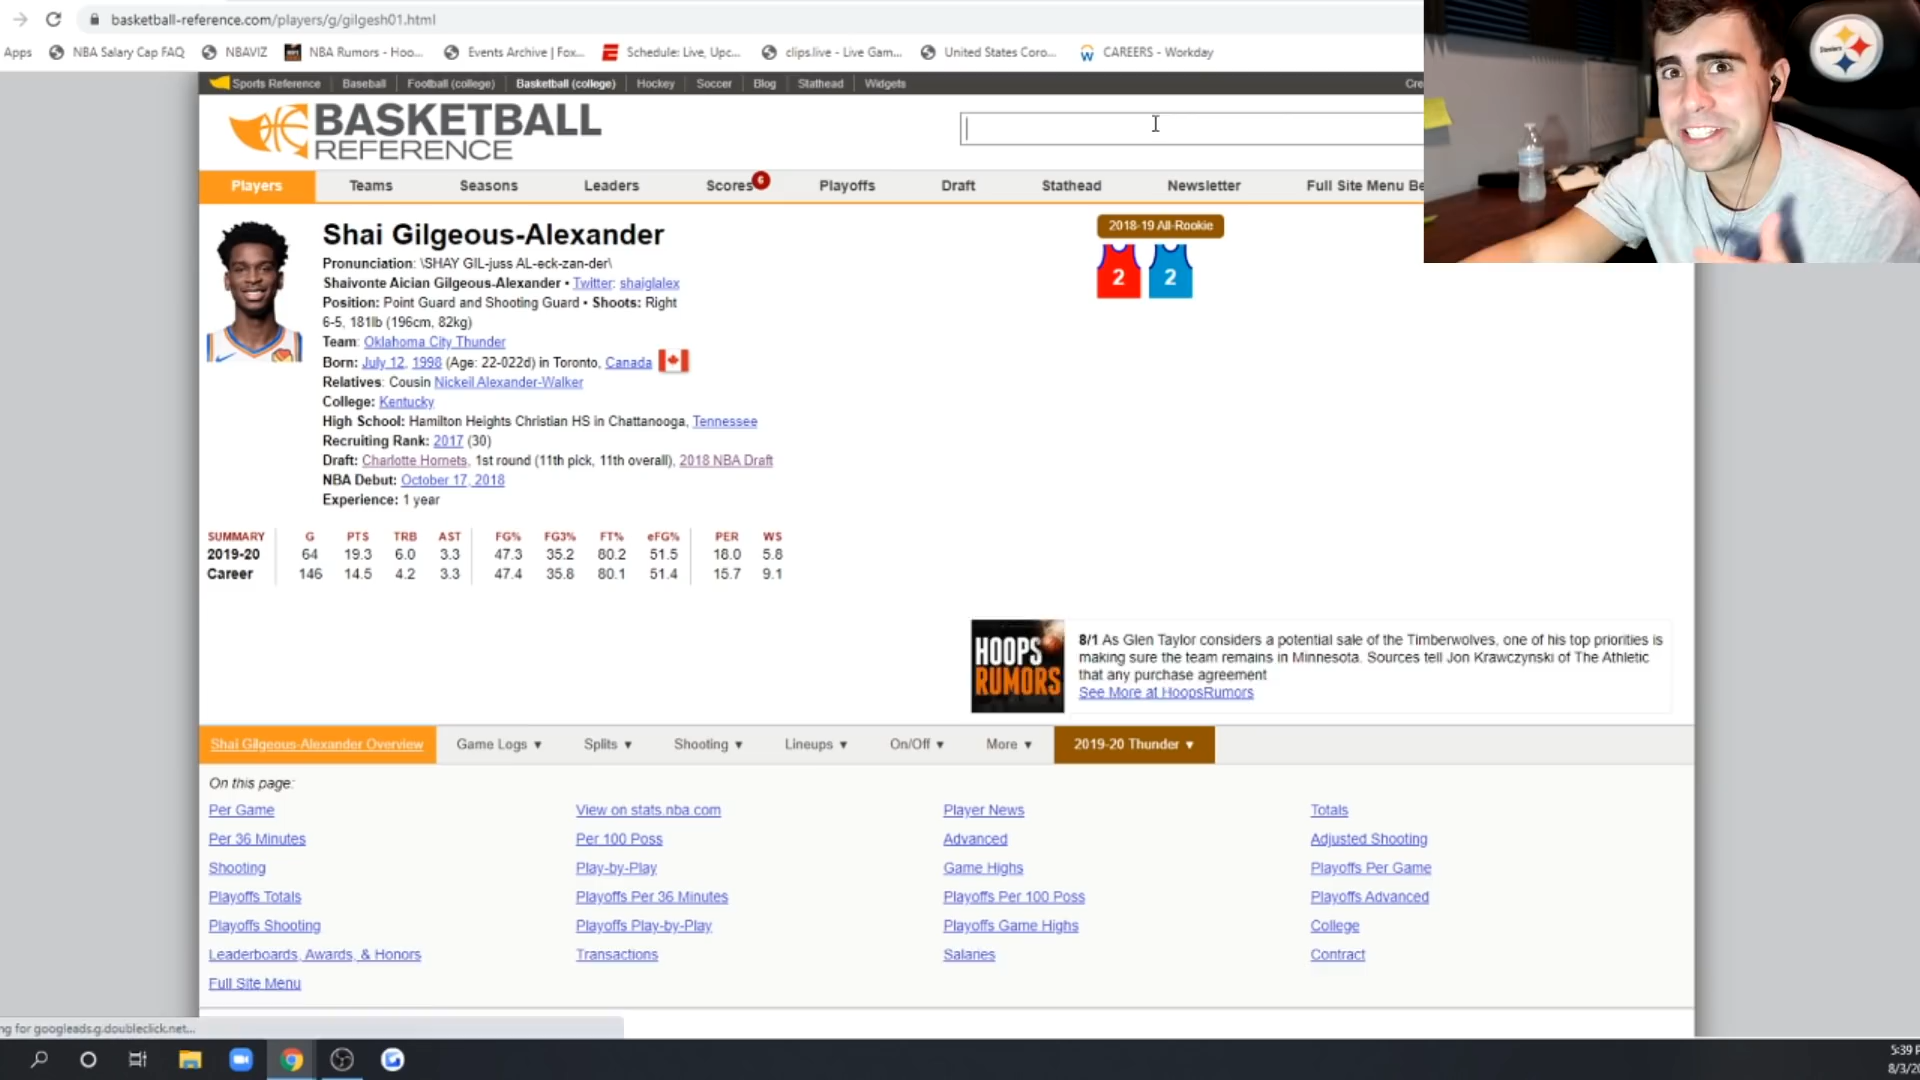 basketball-reference.com/players/g/gilgesh01.html
Apps NBA Salary Cap FAQ NBAVIZ NBA Rumors - Hoo... Events Archive | Fox... Schedule: Live, Upc... clips.live - Live Gam... United States Coro... CAREERS - Workday
Sports Reference Baseball Football (college) Basketball (college) Hockey Soccer Blog Stathead Widgets
BASKETBALL
REFERENCE
Players Teams Seasons Leaders Scores 6 Playoffs Draft Stathead Newsletter Full Site Menu Be
Shai Gilgeous-Alexander
2018-19 All-Rookie
2 2
Pronunciation: \SHAY GIL-juss AL-eck-zan-der\
Shaivonte Aician Gilgeous-Alexander • Twitter: shaiglalex
Position: Point Guard and Shooting Guard • Shoots: Right
6-5, 181lb (196cm, 82kg)
Team: Oklahoma City Thunder
Born: July 12, 1998 (Age: 22-022d) in Toronto, Canada
Relatives: Cousin Nickeil Alexander-Walker
College: Kentucky
High School: Hamilton Heights Christian HS in Chattanooga, Tennessee
Recruiting Rank: 2017 (30)
Draft: Charlotte Hornets, 1st round (11th pick, 11th overall), 2018 NBA Draft
NBA Debut: October 17, 2018
Experience: 1 year
SUMMARY G PTS TRB AST FG% FG3% FT% eFG% PER WS
2019-20 64 19.3 6.0 3.3 47.3 35.2 80.2 51.5 18.0 5.8
Career 146 14.5 4.2 3.3 47.4 35.8 80.1 51.4 15.7 9.1
HOOPS
RUMORS
8/1 As Glen Taylor considers a potential sale of the Timberwolves, one of his top priorities is
making sure the team remains in Minnesota. Sources tell Jon Krawczynski of The Athletic
that any purchase agreement
See More at HoopsRumors
Shai Gilgeous-Alexander Overview Game Logs ▼ Splits ▼ Shooting ▼ Lineups ▼ On/Off ▼ More ▼ 2019-20 Thunder ▼
On this page:
Per Game View on stats.nba.com Player News Totals
Per 36 Minutes Per 100 Poss Advanced Adjusted Shooting
Shooting Play-by-Play Game Highs Playoffs Per Game
Playoffs Totals Playoffs Per 36 Minutes Playoffs Per 100 Poss Playoffs Advanced
Playoffs Shooting Playoffs Play-by-Play Playoffs Game Highs College
Leaderboards, Awards, & Honors Transactions Salaries Contract
Full Site Menu
ng for googleads.g.doubleclick.net...
5:39 P
8/3/20
Steelers